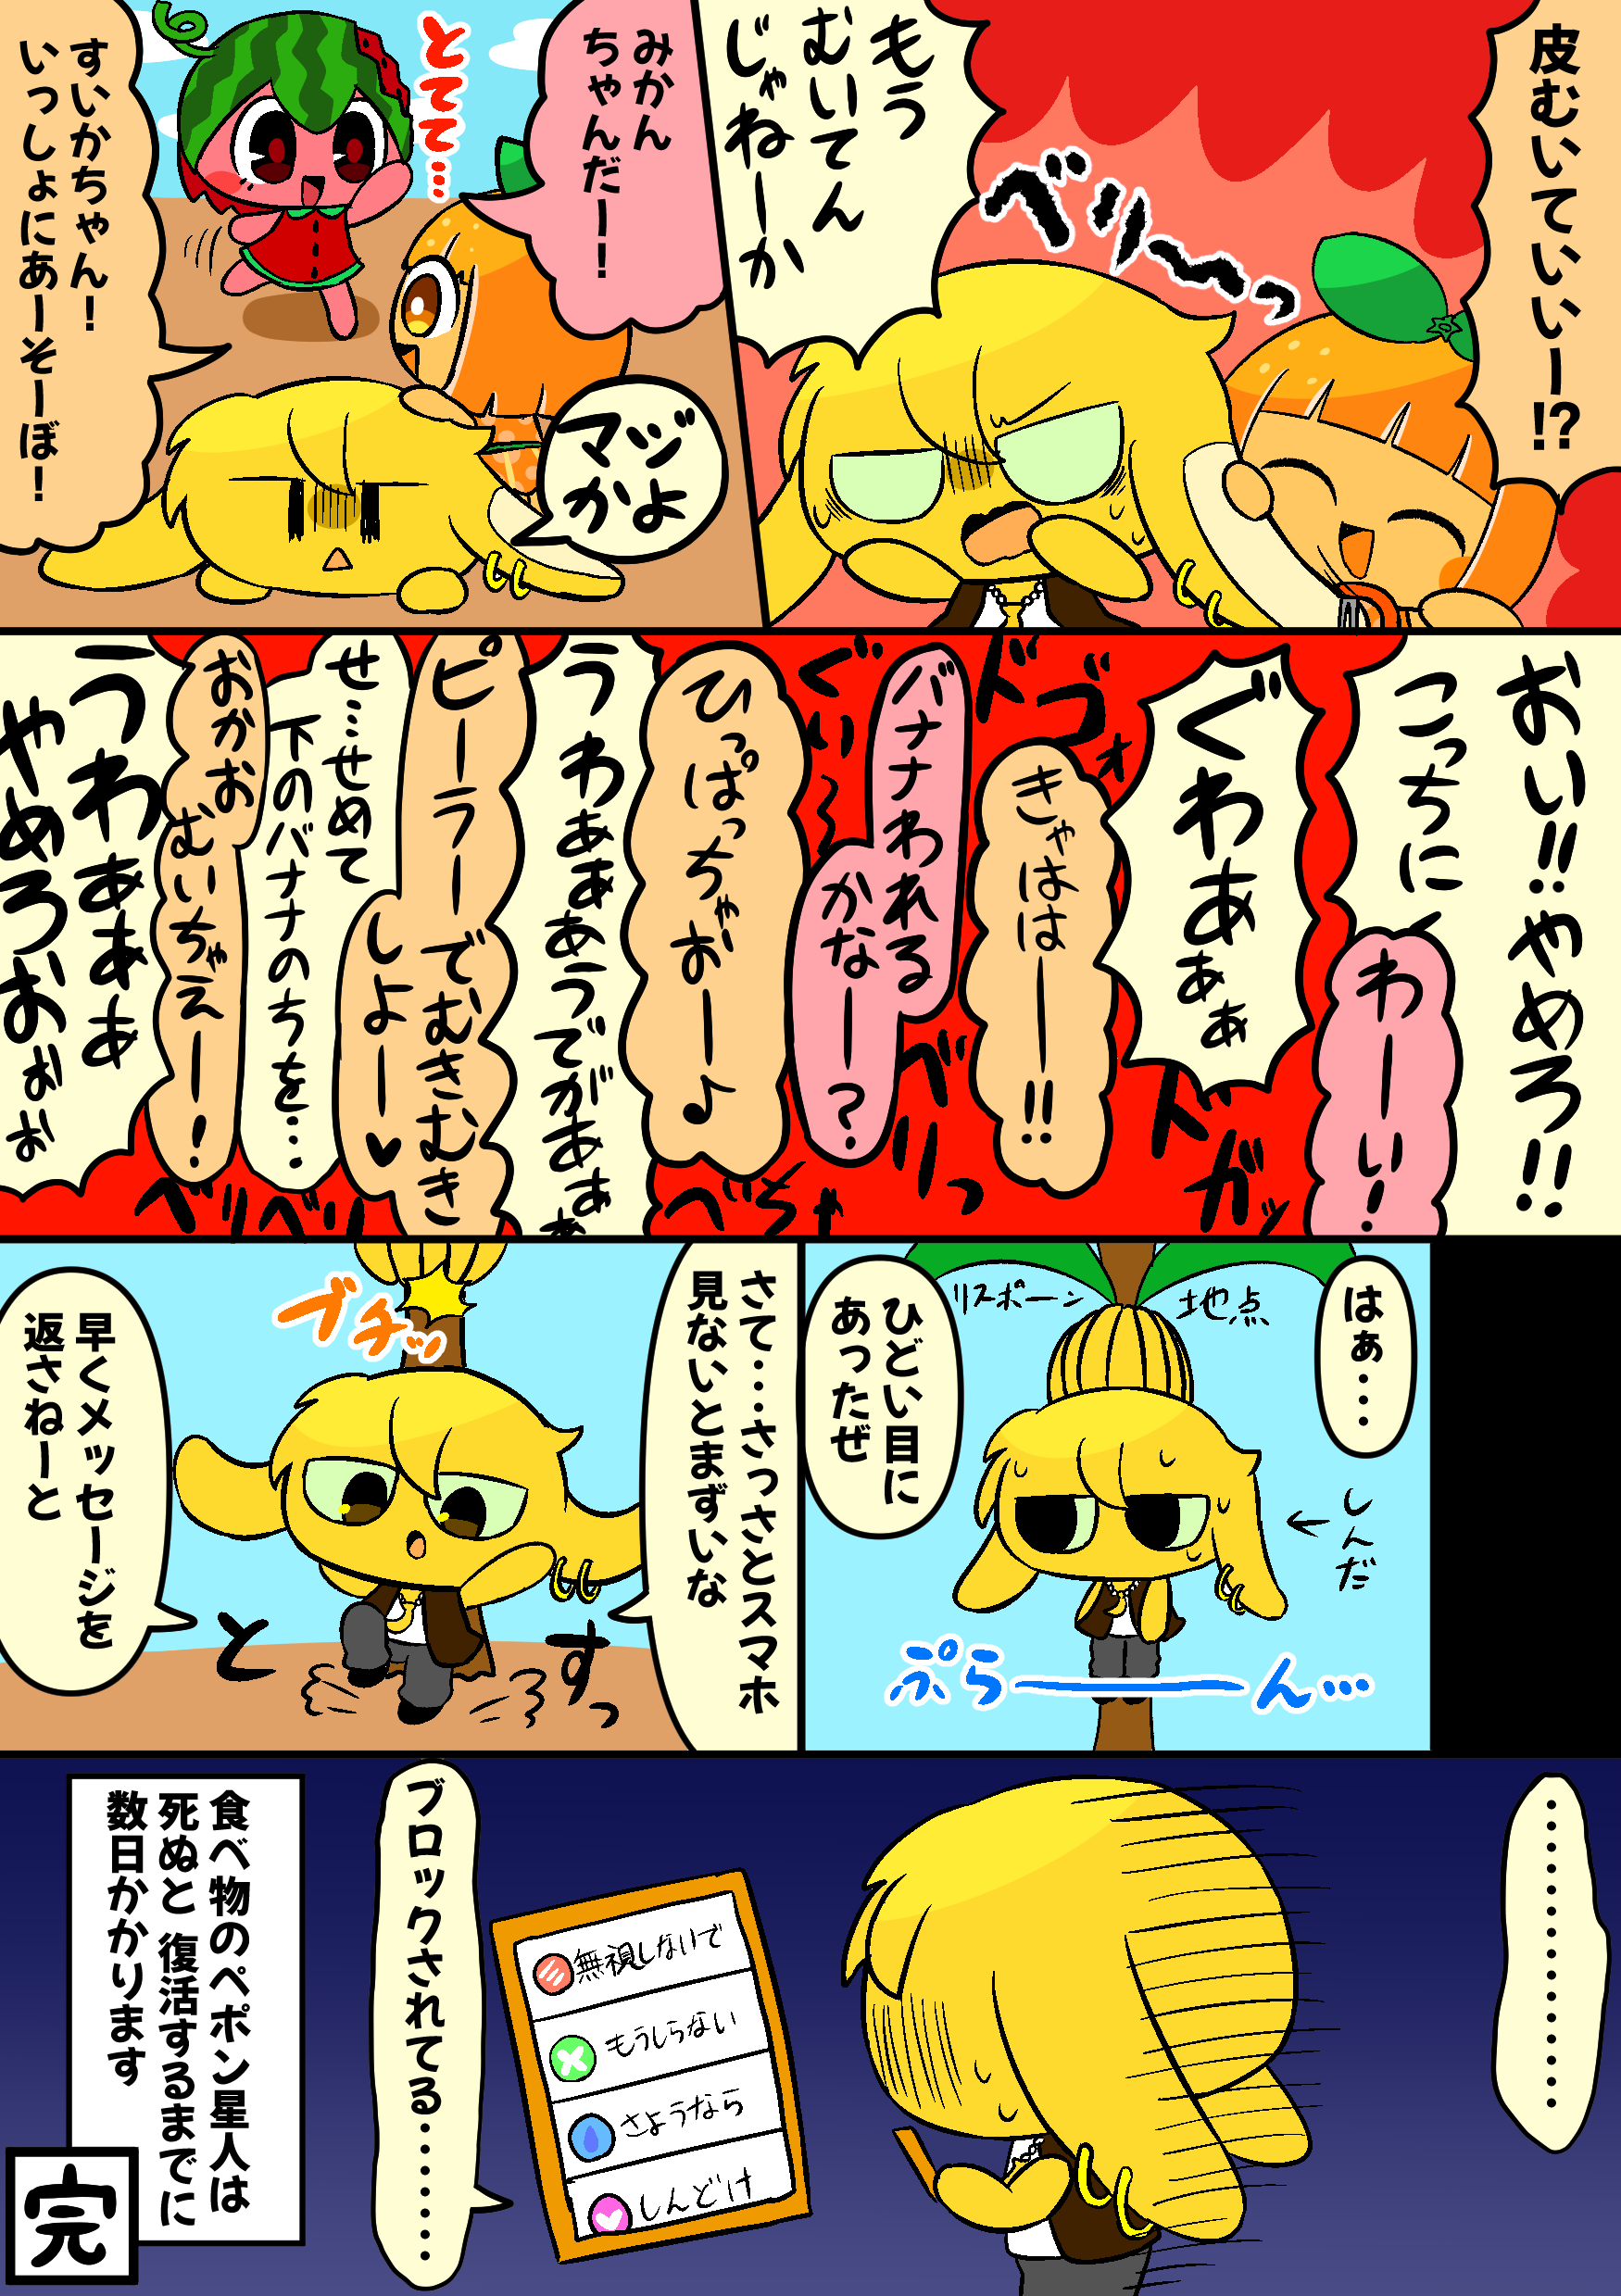 皮むいていいー!?
ベリ〜〜っ
もう
むいてん
じゃねーか
みかん
ちゃんだー!
とてて…
マヅ
かよ
すいかちゃん!
いっしょにあーそーぼ!
おい!!やめろ!!
こっちに
わーい!
ぐわあぁぁ
ドガッ
ドゴォ
きゃははー!!
バナナわれる
かなー?
ベリっ
ぐい〜
ひっぱっちゃおー♪
べちゃ
うわぁぁあうでがあぁぁ
ピーラーでむきむき
しよー♥
せ…せめて
下のバナナのちを…
ベリベリ
おかお
むいちゃえー!
うわあぁぁ
やめろおぉぉ
はぁ…
リスポーン地点
しんだ
ひどい目に
あったぜ
ぷらーん…
さて…さっさとスマホ
見ないとまずいな
ブチッ
すっ
と
早くメッセージを
返さねーと
…………
無視しないで
もうしらない
さようなら
しんどけ
ブロックされてる………
食べ物のペポン星人は
死ぬと 復活するまでに
数日かかります
完